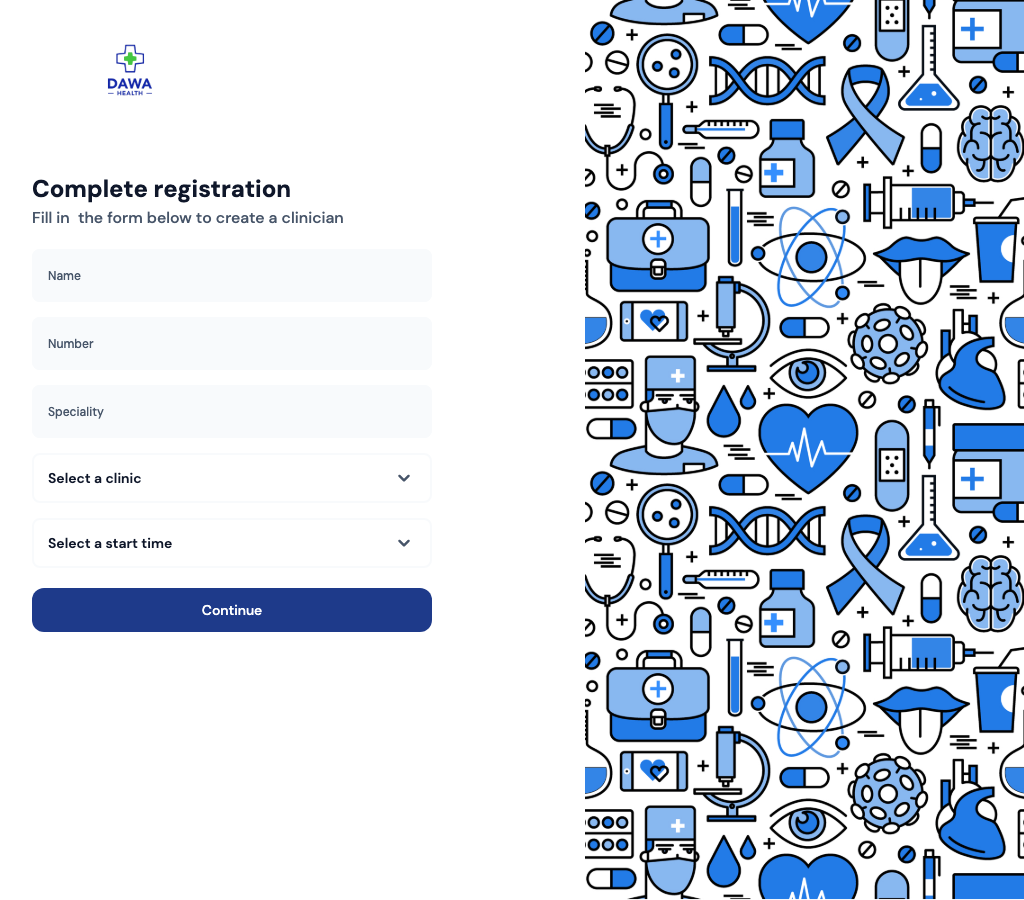 DAWA
HEALTH
Complete registration
Fill in  the form below to create a clinician
Name
Number
Speciality
Select a clinic
Select a start time
Continue